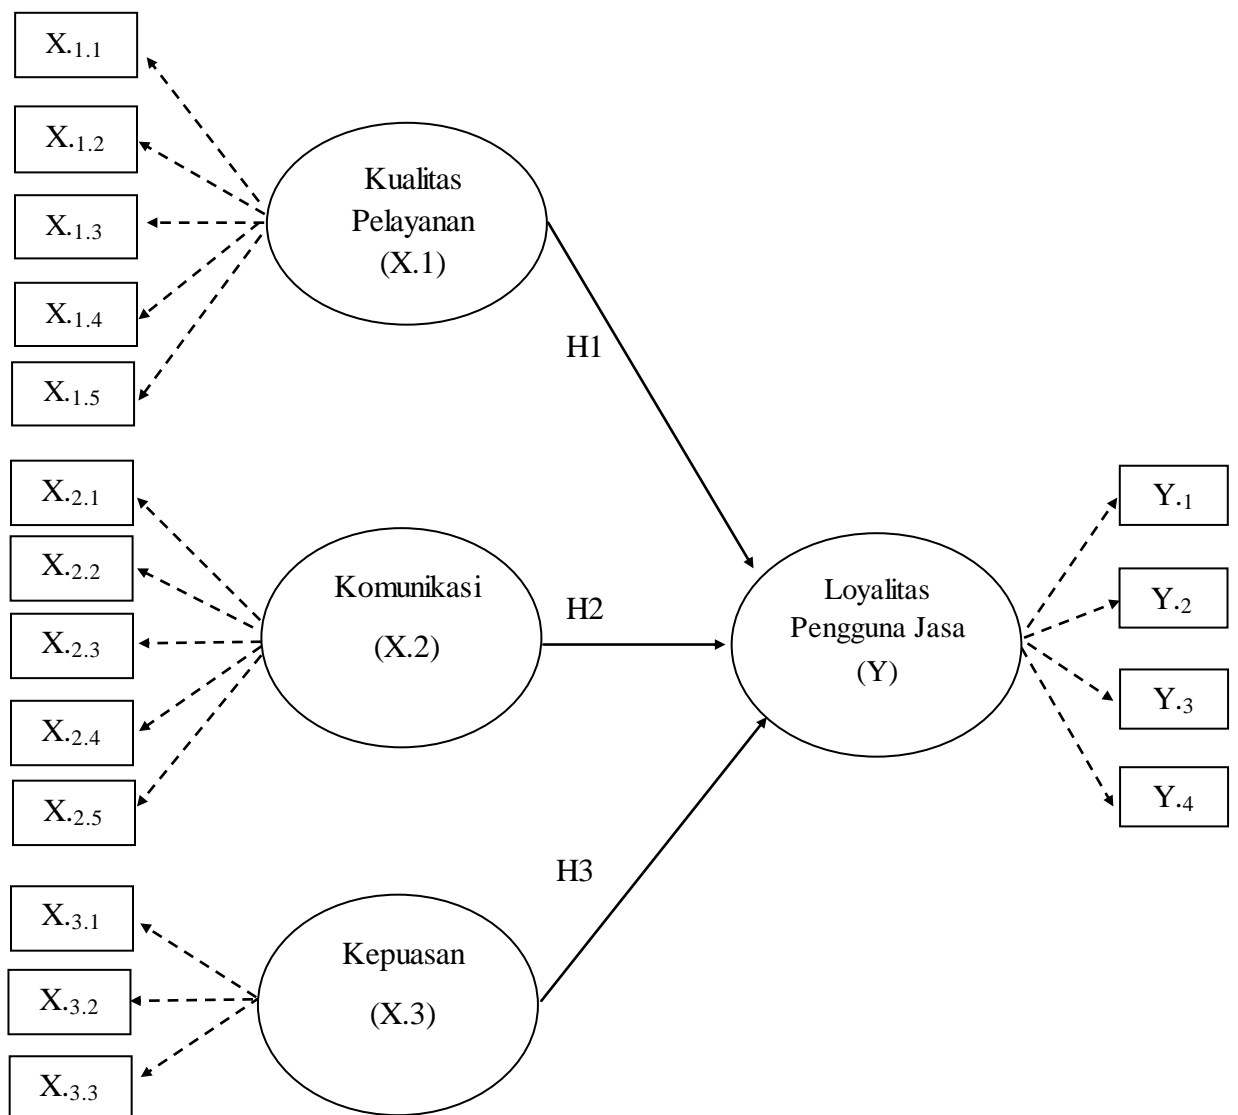 X.1.1
X.1.2
X.1.3
X.1.4
X.1.5
Kualitas
Pelayanan
(X.1)
H1
X.2.1
X.2.2
X.2.3
X.2.4
X.2.5
Komunikasi
(X.2)
H2
Loyalitas
Pengguna Jasa
(Y)
Y.1
Y.2
Y.3
Y.4
H3
X.3.1
X.3.2
X.3.3
Kepuasan
(X.3)